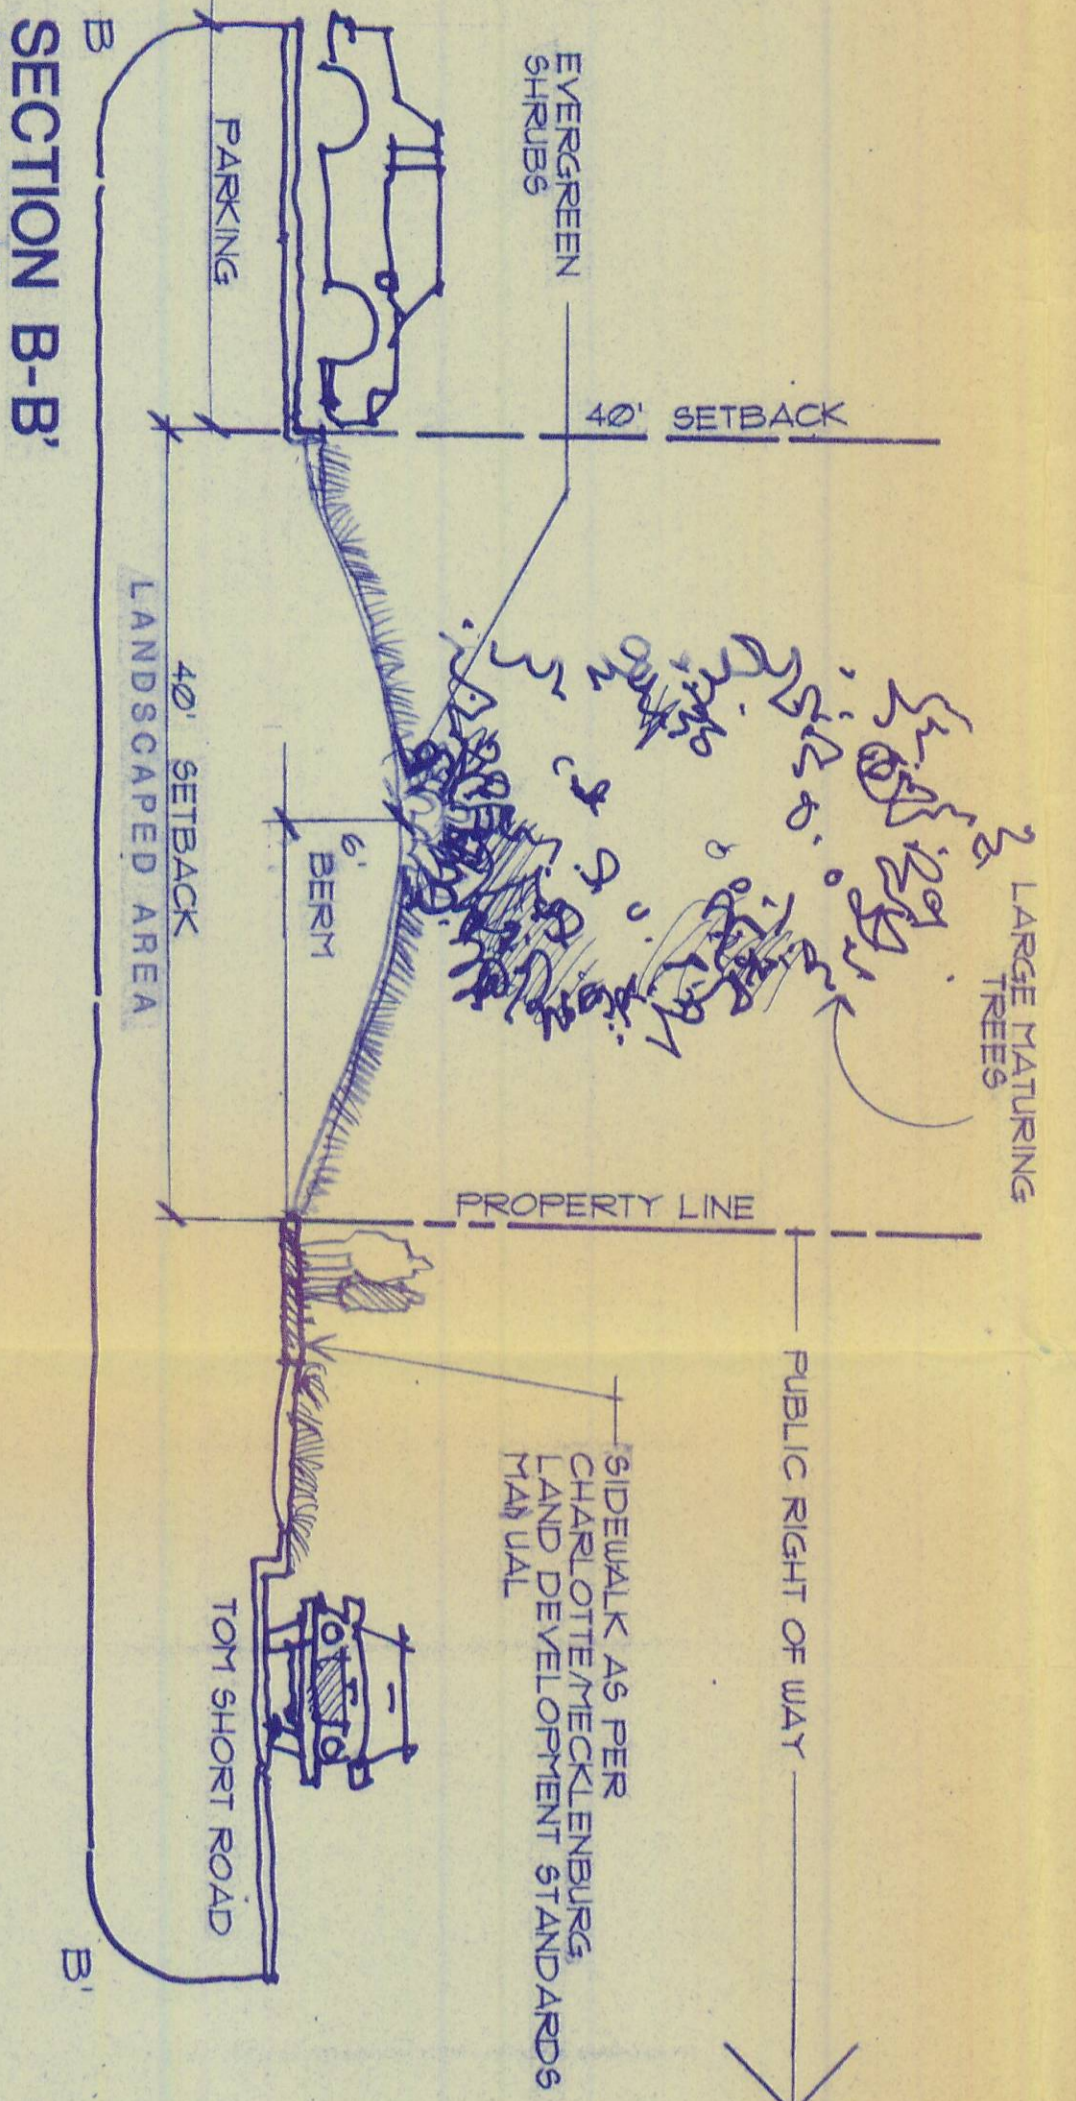 LARGE MATURING
TREES
EVERGREEN
SHRUBS
40' SETBACK
PROPERTY LINE
PUBLIC RIGHT OF WAY
SIDEWALK AS PER
CHARLOTTE/MECKLENBURG
LAND DEVELOPMENT STANDARDS
MANUAL
6'
BERM
PARKING
40' SETBACK
LANDSCAPED AREA
TOM SHORT ROAD
B
B'
SECTION B-B'